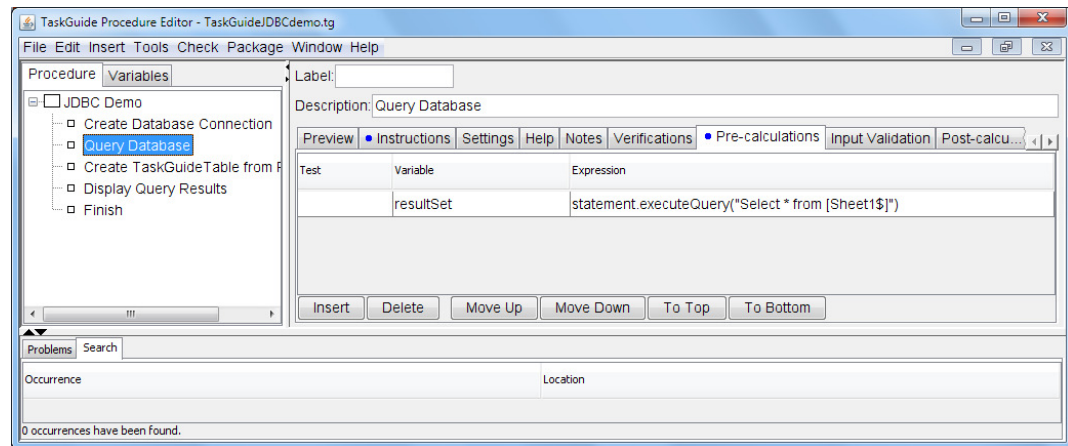 TaskGuide Procedure Editor - TaskGuideJDBCdemo.tg
File Edit Insert Tools Check Package Window Help
Procedure Variables
JDBC Demo
Create Database Connection
Query Database
Create TaskGuideTable from
Display Query Results
Finish
Label:
Description: Query Database
Preview • Instructions Settings Help Notes Verifications • Pre-calculations Input Validation Post-calcu...
Test Variable Expression
resultSet statement.executeQuery("Select * from [Sheet1$]")
Insert Delete Move Up Move Down To Top To Bottom
Problems Search
Occurrence Location
0 occurrences have been found.